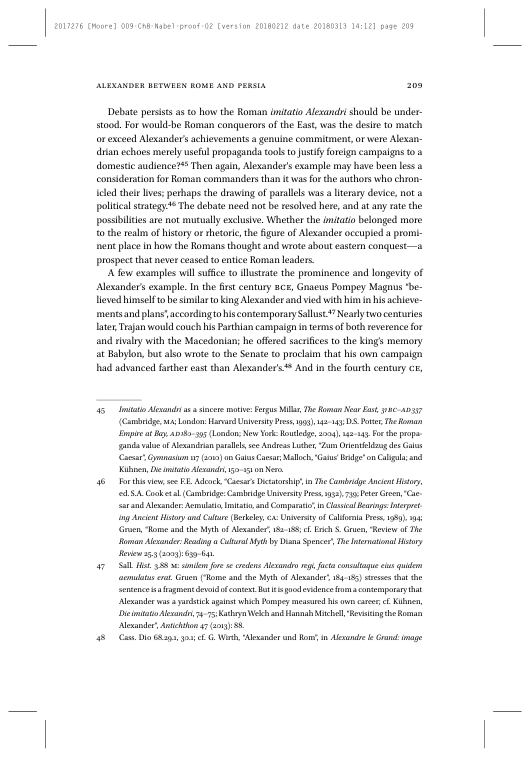 2017276 [Moore] 009-Ch8-Nabel-proof-02 [version 20180212 date 20180313 14:12] page 209
ALEXANDER BETWEEN ROME AND PERSIA 209
Debate persists as to how the Roman imitatio Alexandri should be under-
stood. For would-be Roman conquerors of the East, was the desire to match
or exceed Alexander's achievements a genuine commitment, or were Alexan-
drian echoes merely useful propaganda tools to justify foreign campaigns to a
domestic audience?⁴⁵ Then again, Alexander's example may have been less a
consideration for Roman commanders than it was for the authors who chron-
icled their lives; perhaps the drawing of parallels was a literary device, not a
political strategy.⁴⁶ The debate need not be resolved here, and at any rate the
possibilities are not mutually exclusive. Whether the imitatio belonged more
to the realm of history or rhetoric, the figure of Alexander occupied a promi-
nent place in how the Romans thought and wrote about eastern conquest—a
prospect that never ceased to entice Roman leaders.
A few examples will suffice to illustrate the prominence and longevity of
Alexander's example. In the first century BCE, Gnaeus Pompey Magnus "be-
lieved himself to be similar to king Alexander and vied with him in his achieve-
ments and plans", according to his contemporary Sallust.⁴⁷ Nearly two centuries
later, Trajan would couch his Parthian campaign in terms of both reverence for
and rivalry with the Macedonian; he offered sacrifices to the king's memory
at Babylon, but also wrote to the Senate to proclaim that his own campaign
had advanced farther east than Alexander's.⁴⁸ And in the fourth century CE,
45 Imitatio Alexandri as a sincere motive: Fergus Millar, The Roman Near East, 31BC–AD337
(Cambridge, MA; London: Harvard University Press, 1993), 142–143; D.S. Potter, The Roman
Empire at Bay, AD180–395 (London; New York: Routledge, 2004), 142–143. For the propa-
ganda value of Alexandrian parallels, see Andreas Luther, "Zum Orientfeldzug des Gaius
Caesar", Gymnasium 117 (2010) on Gaius Caesar; Malloch, "Gaius' Bridge" on Caligula; and
Kühnen, Die imitatio Alexandri, 150–151 on Nero.
46 For this view, see F.E. Adcock, "Caesar's Dictatorship", in The Cambridge Ancient History,
ed. S.A. Cook et al. (Cambridge: Cambridge University Press, 1932), 739; Peter Green, "Cae-
sar and Alexander: Aemulatio, Imitatio, and Comparatio", in Classical Bearings: Interpret-
ing Ancient History and Culture (Berkeley, CA: University of California Press, 1989), 194;
Gruen, "Rome and the Myth of Alexander", 182–188; cf. Erich S. Gruen, "Review of The
Roman Alexander: Reading a Cultural Myth by Diana Spencer", The International History
Review 25.3 (2003): 639–641.
47 Sall. Hist. 3.88 M: similem fore se credens Alexandro regi, facta consultaque eius quidem
aemulatus erat. Gruen ("Rome and the Myth of Alexander", 184–185) stresses that the
sentence is a fragment devoid of context. But it is good evidence from a contemporary that
Alexander was a yardstick against which Pompey measured his own career; cf. Kühnen,
Die imitatio Alexandri, 74–75; Kathryn Welch and Hannah Mitchell, "Revisiting the Roman
Alexander", Antichthon 47 (2013): 88.
48 Cass. Dio 68.29.1, 30.1; cf. G. Wirth, "Alexander und Rom", in Alexandre le Grand: image